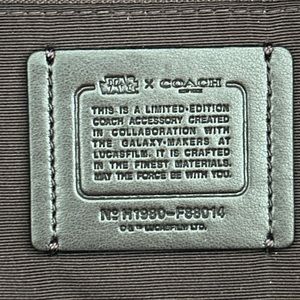 STAR WARS X COACH
THIS IS A LIMITED-EDITION
COACH ACCESSORY CREATED
IN COLLABORATION WITH
THE GALAXY-MAKERS AT
LUCASFILM. IT IS CRAFTED
IN THE FINEST MATERIALS.
MAY THE FORCE BE WITH YOU.
Nº H1980-F88014
© & ™ LUCASFILM LTD.